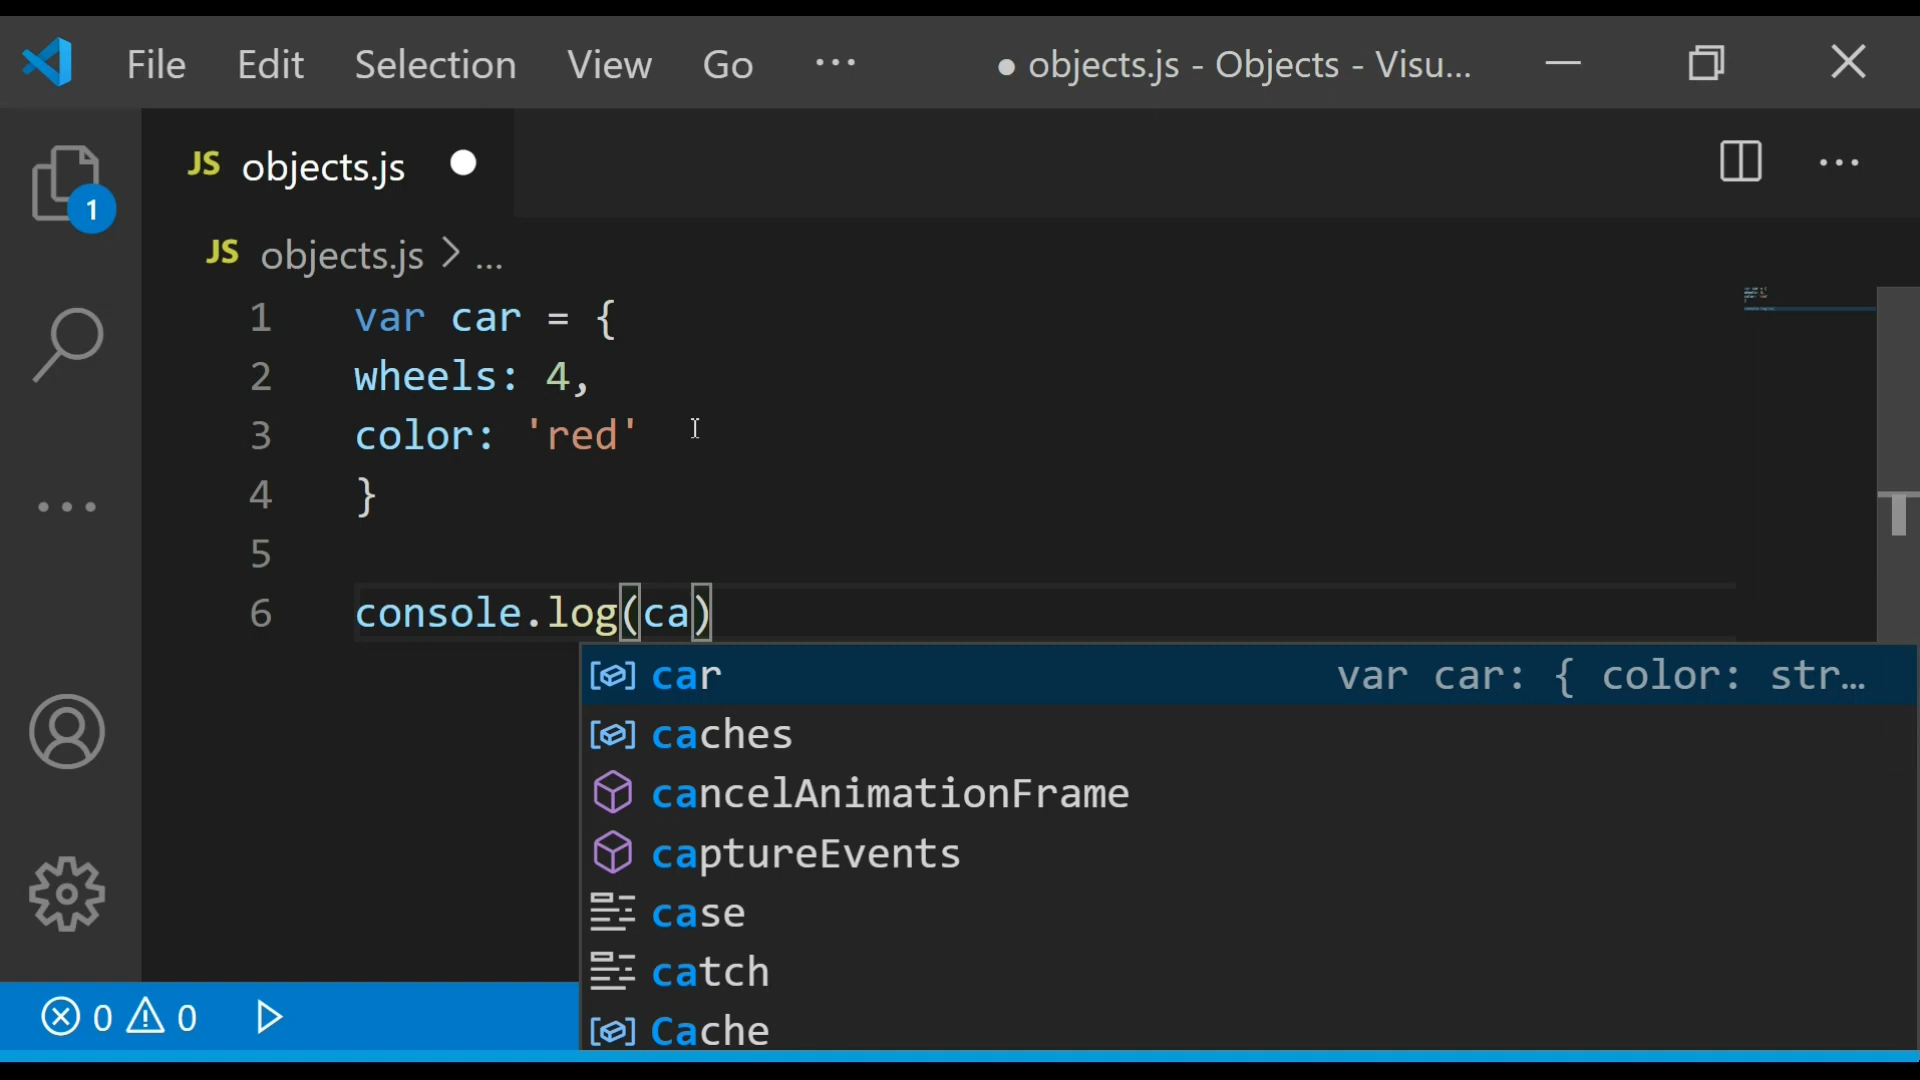 File Edit Selection View Go ··· ● objects.js - Objects - Visu...
JS objects.js ●
1
JS objects.js > ...
1 var car = {
2 wheels: 4,
3 color: 'red'
4 }
5
6 console.log(ca)
car var car: { color: str…
caches
cancelAnimationFrame
captureEvents
case
catch
Cache
0 0